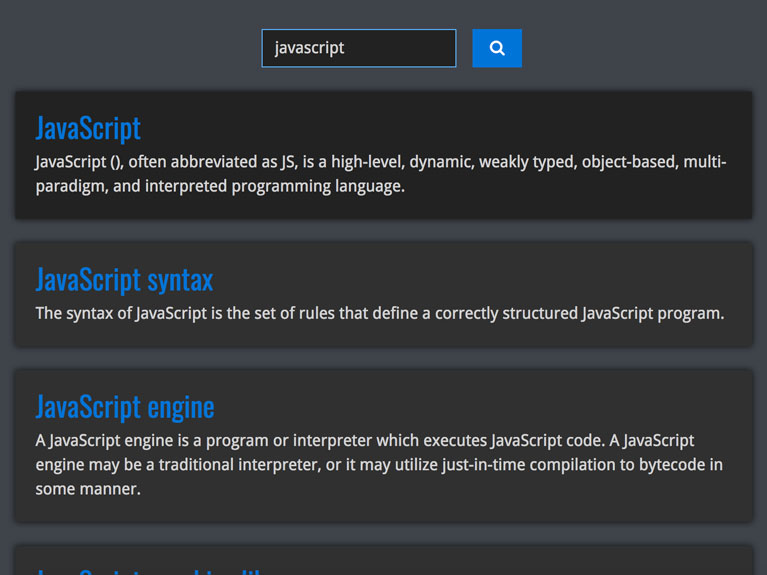 javascript
JavaScript
JavaScript (), often abbreviated as JS, is a high-level, dynamic, weakly typed, object-based, multi-
paradigm, and interpreted programming language.
JavaScript syntax
The syntax of JavaScript is the set of rules that define a correctly structured JavaScript program.
JavaScript engine
A JavaScript engine is a program or interpreter which executes JavaScript code. A JavaScript
engine may be a traditional interpreter, or it may utilize just-in-time compilation to bytecode in
some manner.